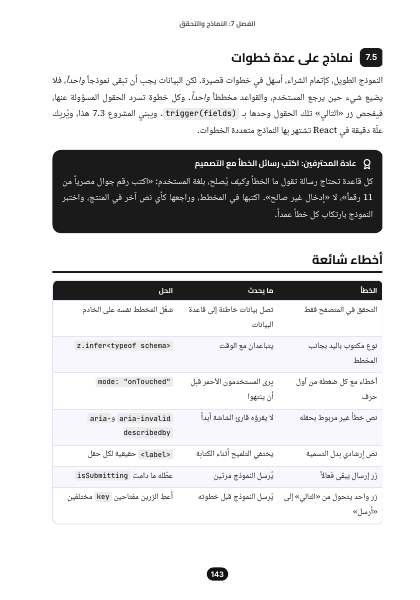 الفصل 7: النماذج والتحقق
7.5 نماذج على عدة خطوات
النموذج الطويل، كإتمام الشراء، أسهل في خطوات قصيرة. لكن البيانات يجب أن تبقى نموذجاً واحداً، فلا
يضيع شيء حين يرجع المستخدم، والقواعد مخططاً واحداً. وكل خطوة تسرد الحقول المسؤولة عنها،
فيفحص زر «التالي» تلك الحقول وحدها بـ trigger(fields). ويبني المشروع 7.3 هذا، ويُريك
علّة دقيقة في React تشتهر بها النماذج متعددة الخطوات.
عادة المحترفين: اكتب رسائل الخطأ مع التصميم
كل قاعدة تحتاج رسالة تقول ما الخطأ وكيف يُصلح، بلغة المستخدم: «اكتب رقم جوال مصرياً من
11 رقماً»، لا «إدخال غير صالح». اكتبها في المخطط، وراجعها كأي نص آخر في المنتج، واختبر
النموذج بارتكاب كل خطأ عمداً.
أخطاء شائعة
الخطأ ما يحدث الحل
التحقق في المتصفح فقط تصل بيانات خاطئة إلى قاعدة شغّل المخطط نفسه على الخادم
البيانات
نوع مكتوب باليد بجانب يتباعدان مع الوقت z.infer<typeof schema>
المخطط
أخطاء مع كل ضغطة من أول يرى المستخدمون الأحمر قبل mode: "onTouched"
حرف أن ينتهوا
نص خطأ غير مربوط بحقله لا يقرؤه قارئ الشاشة أبداً aria-invalid و aria-
describedby
نص إرشادي بدل التسمية يختفي التلميح أثناء الكتابة <label> حقيقية لكل حقل
زر إرسال يبقى فعالاً يُرسل النموذج مرتين عطّله ما دامت isSubmitting
زر واحد يتحول من «التالي» إلى يُرسل النموذج قبل خطوته أعطِ الزرين مفتاحين key مختلفين
«أرسل»
143